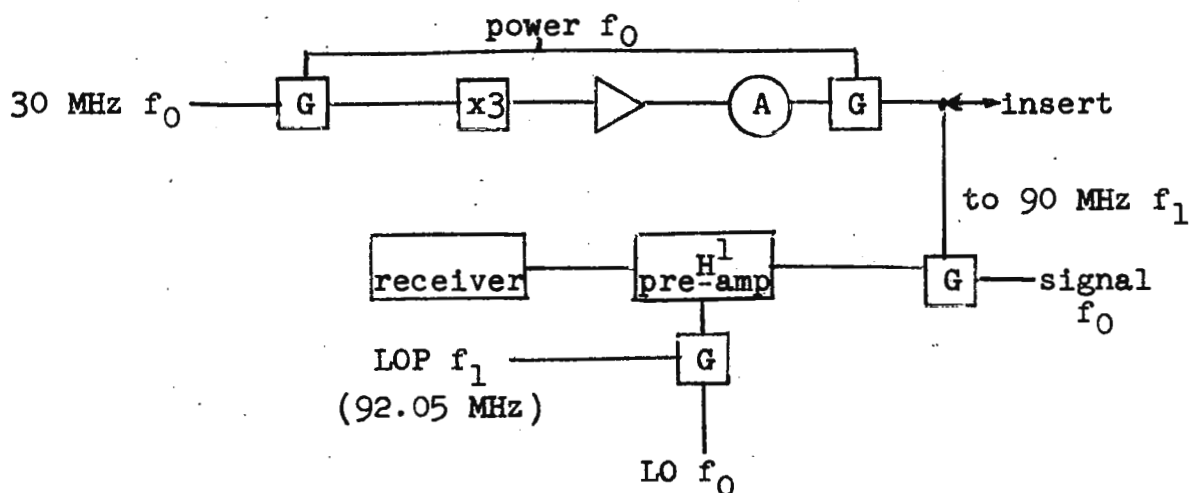 power f₀
30 MHz f₀
G
x3
A
G
insert
to 90 MHz f₁
receiver
H¹
pre-amp
G
signal
f₀
LOP f₁
(92.05 MHz)
G
LO f₀